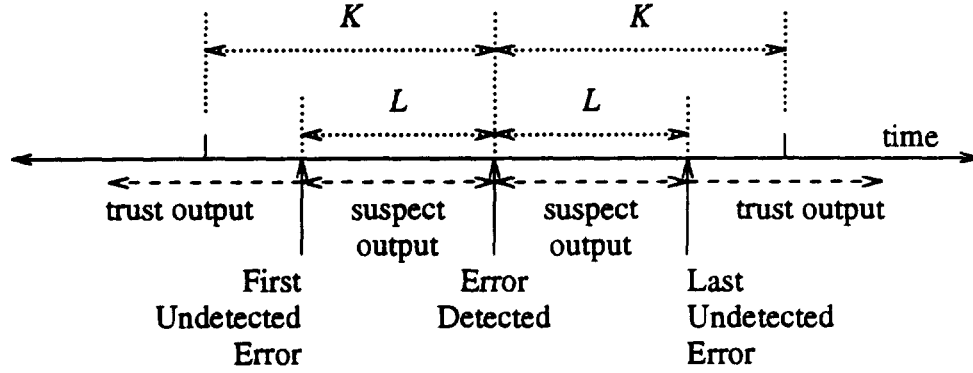 K K
L L
time
trust output suspect output suspect output trust output
First Undetected Error
Error Detected
Last Undetected Error